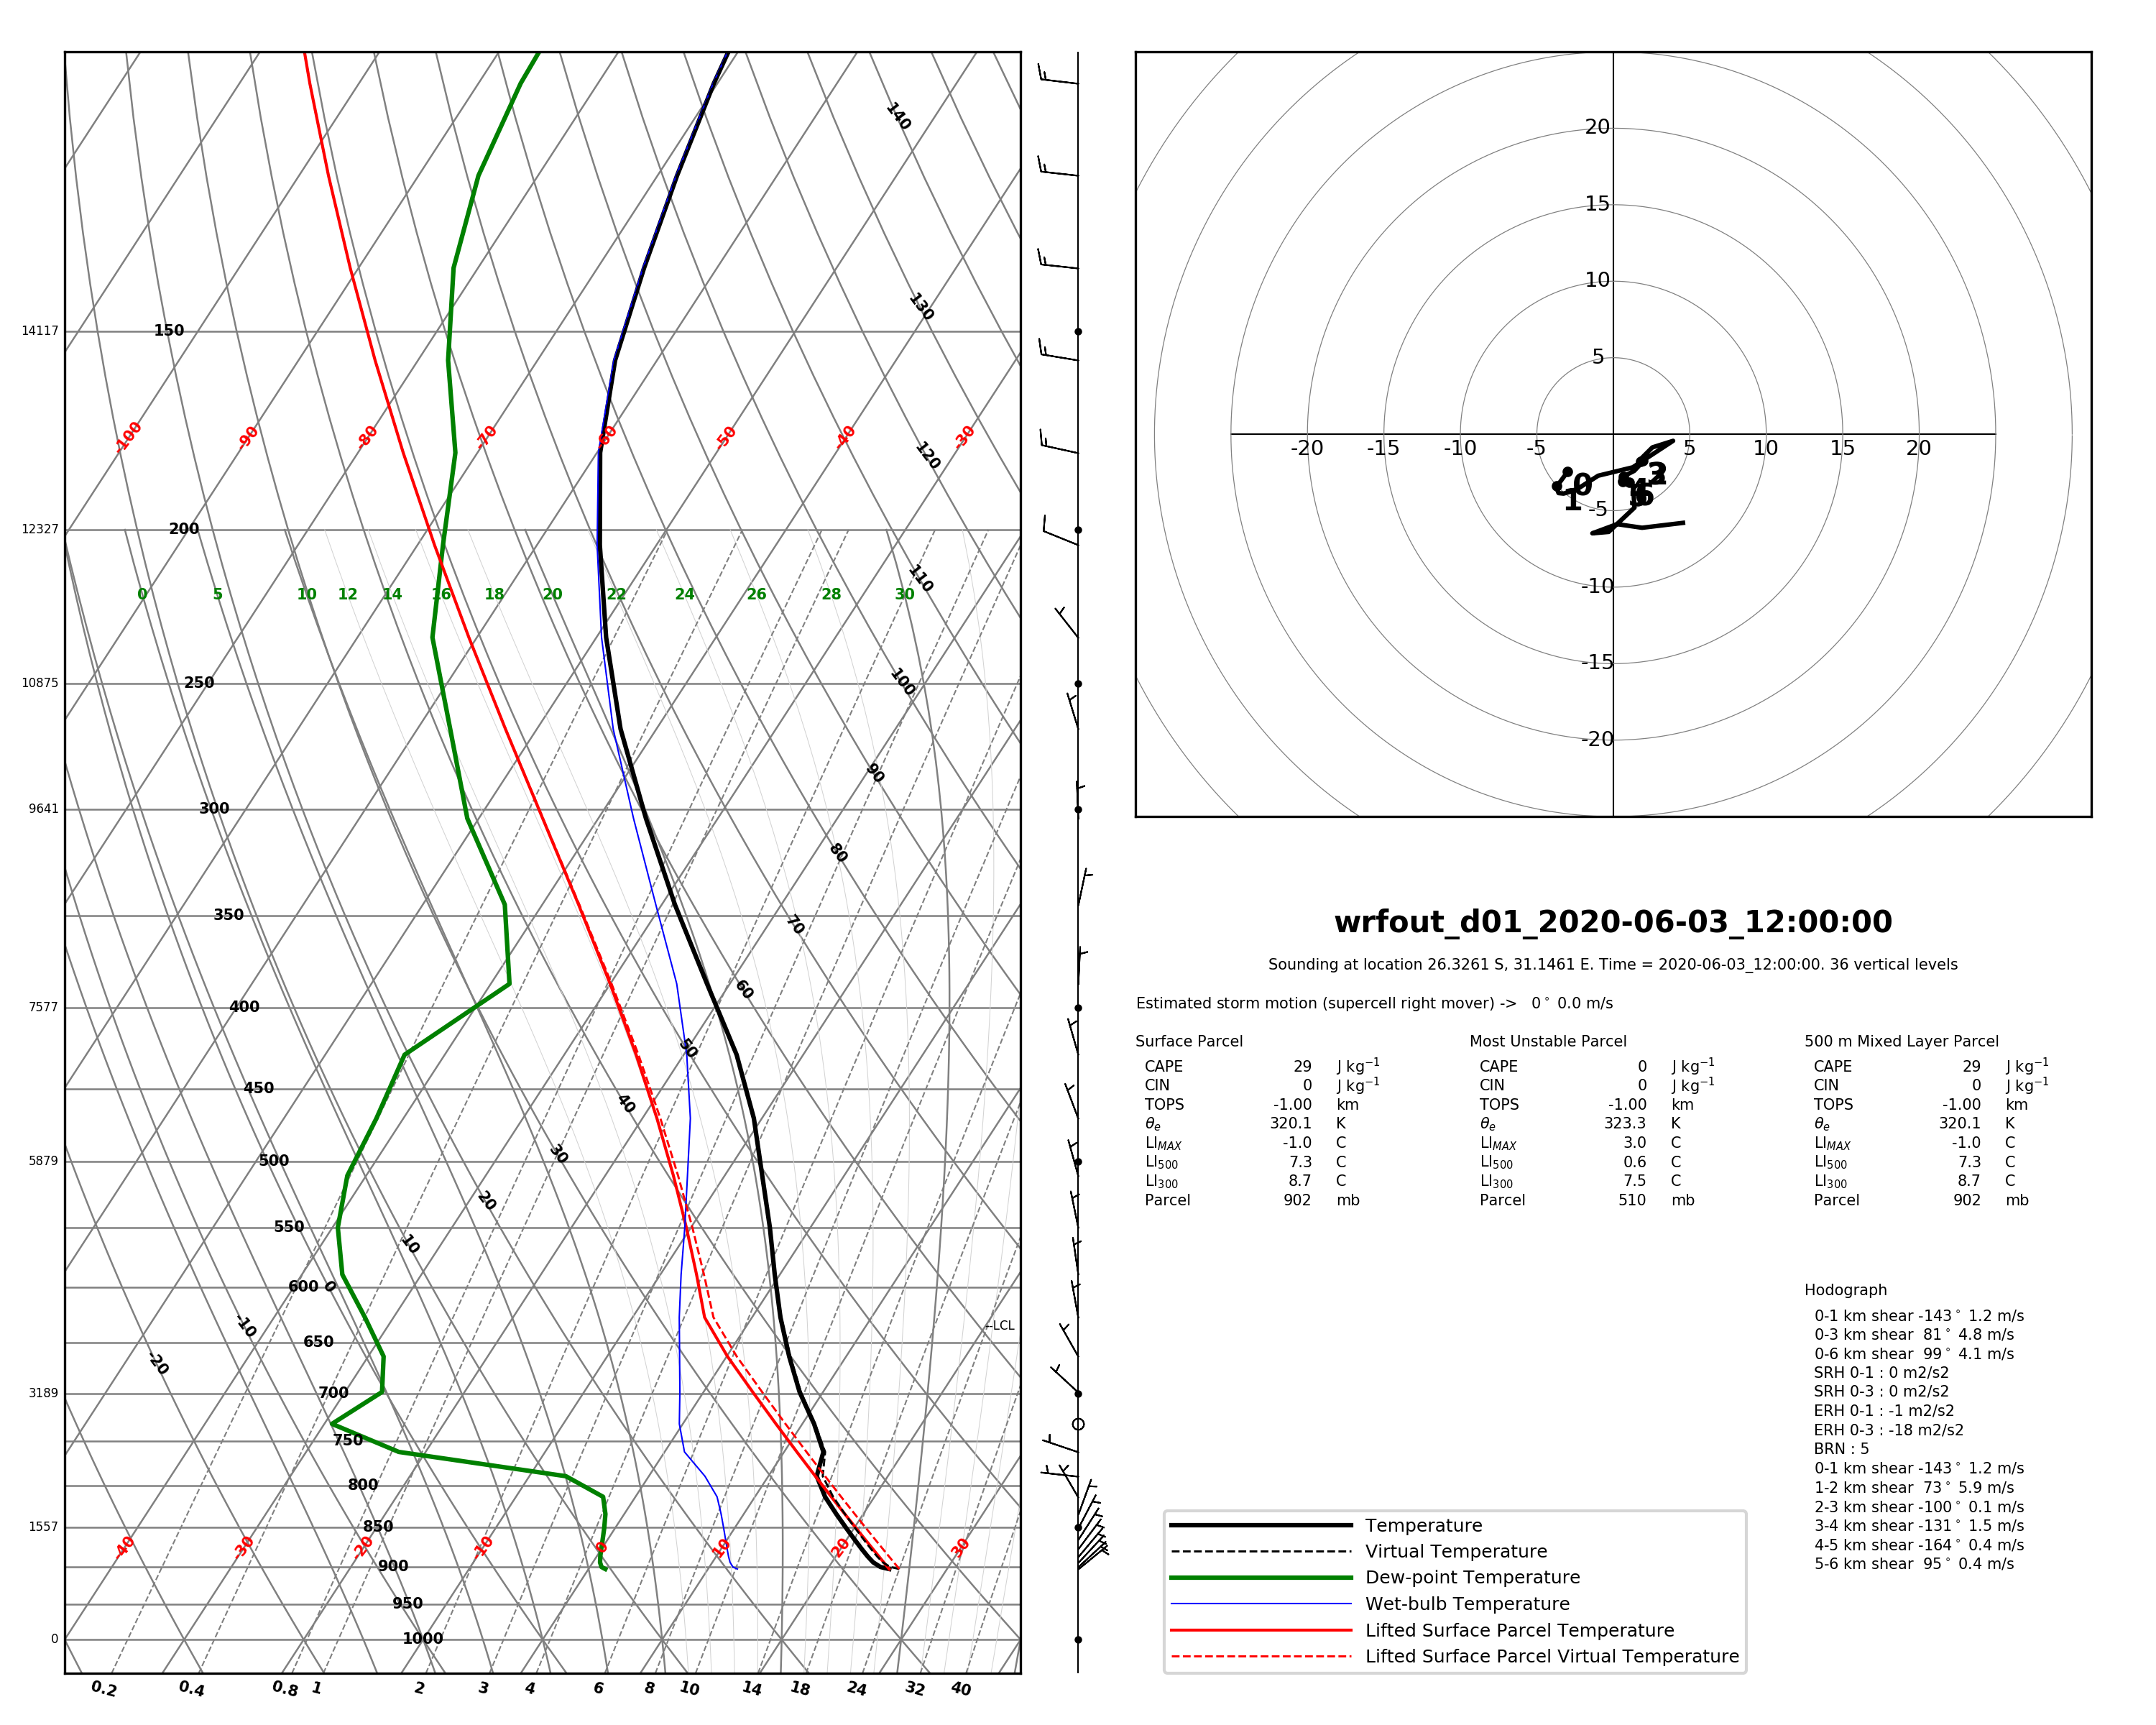 140
20
15
130
10
14117
150
5
-100
-90
-80
-70
-60
-50
-40
-30
-20
-15
-10
-5
5
10
15
20
120
0
1
2
3
-5
12327
200
110
0
5
10
12
14
16
18
20
22
24
26
28
30
-10
-15
10875
250
100
-20
90
9641
300
80
350
70
wrfout_d01_2020-06-03_12:00:00
Sounding at location 26.3261 S, 31.1461 E. Time = 2020-06-03_12:00:00. 36 vertical levels
60
7577
400
Estimated storm motion (supercell right mover) -> 0° 0.0 m/s
50
Surface Parcel
CAPE 29 J kg⁻¹
CIN 0 J kg⁻¹
TOPS -1.00 km
θe 320.1 K
LI_MAX -1.0 C
LI500 7.3 C
LI300 8.7 C
Parcel 902 mb
Most Unstable Parcel
CAPE 0 J kg⁻¹
CIN 0 J kg⁻¹
TOPS -1.00 km
θe 323.3 K
LI_MAX 3.0 C
LI500 0.6 C
LI300 7.5 C
Parcel 510 mb
500 m Mixed Layer Parcel
CAPE 29 J kg⁻¹
CIN 0 J kg⁻¹
TOPS -1.00 km
θe 320.1 K
LI_MAX -1.0 C
LI500 7.3 C
LI300 8.7 C
Parcel 902 mb
450
40
5879
500
30
20
550
10
600
0
-10
650
←LCL
-20
3189
700
750
800
1557
850
-40
-30
-20
-10
0
10
20
30
900
950
0
1000
0.2
0.4
0.8
1
2
3
4
6
8
10
14
18
24
32
40
Hodograph
0-1 km shear -143° 1.2 m/s
0-3 km shear 81° 4.8 m/s
0-6 km shear 99° 4.1 m/s
SRH 0-1 : 0 m2/s2
SRH 0-3 : 0 m2/s2
ERH 0-1 : -1 m2/s2
ERH 0-3 : -18 m2/s2
BRN : 5
0-1 km shear -143° 1.2 m/s
1-2 km shear 73° 5.9 m/s
2-3 km shear -100° 0.1 m/s
3-4 km shear -131° 1.5 m/s
4-5 km shear -164° 0.4 m/s
5-6 km shear 95° 0.4 m/s
Temperature
Virtual Temperature
Dew-point Temperature
Wet-bulb Temperature
Lifted Surface Parcel Temperature
Lifted Surface Parcel Virtual Temperature